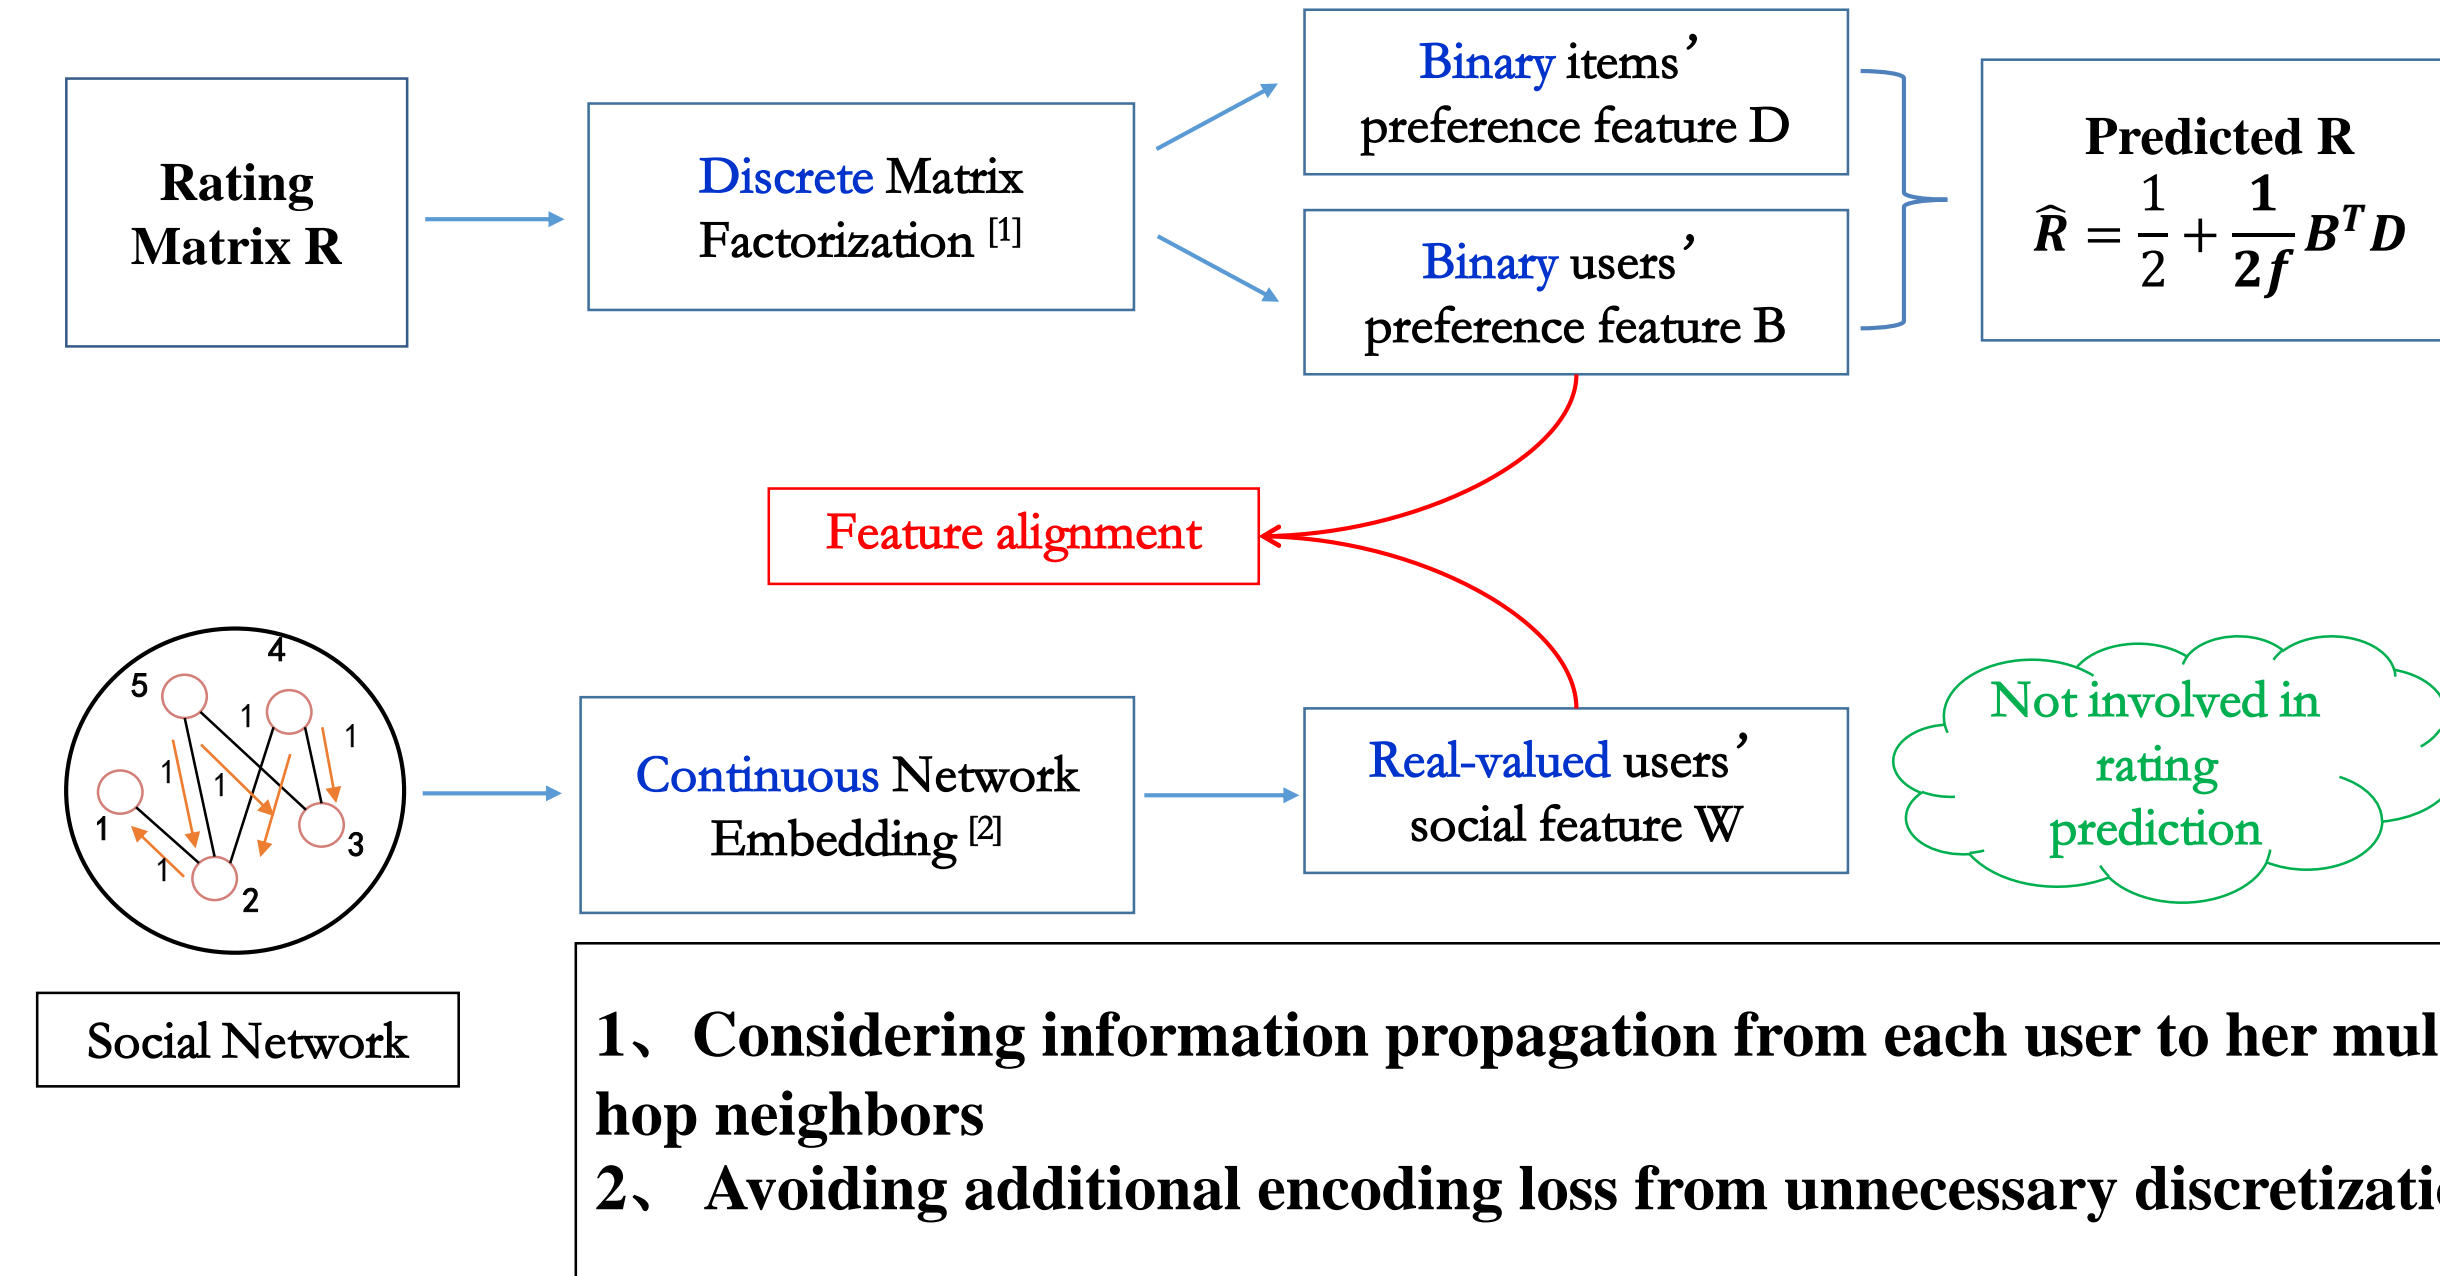 Rating
Matrix R
Discrete Matrix
Factorization [1]
Binary items’
preference feature D
Binary users’
preference feature B
Predicted R
R̂ = 1/2 + 1/2f BᵀD
Feature alignment
4
5
1
1
1
1
1
3
1
2
Social Network
Continuous Network
Embedding [2]
Real-valued users’
social feature W
Not involved in
rating
prediction
1、 Considering information propagation from each user to her
hop neighbors
2、 Avoiding additional encoding loss from unnecessary